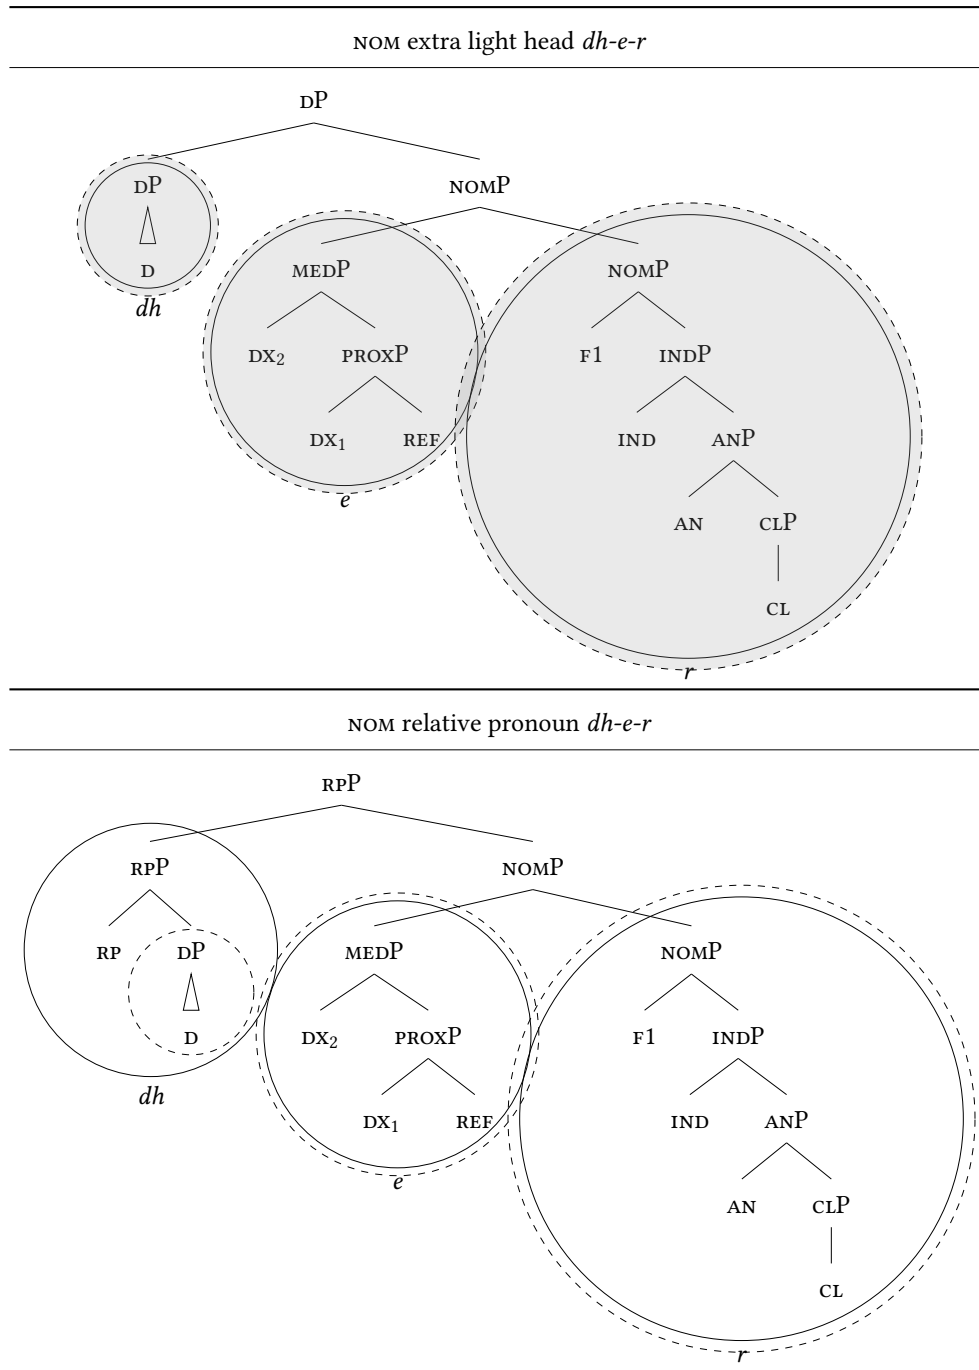 NOM extra light head dh-e-r
DP
DP NOMP
D MEDP NOMP
dh
DX₂ PROXP F1 INDP
DX₁ REF IND ANP
e
AN CLP
CL
r
NOM relative pronoun dh-e-r
RPP
RPP NOMP
RP DP MEDP NOMP
D DX₂ PROXP F1 INDP
dh
DX₁ REF IND ANP
e
AN CLP
CL
r